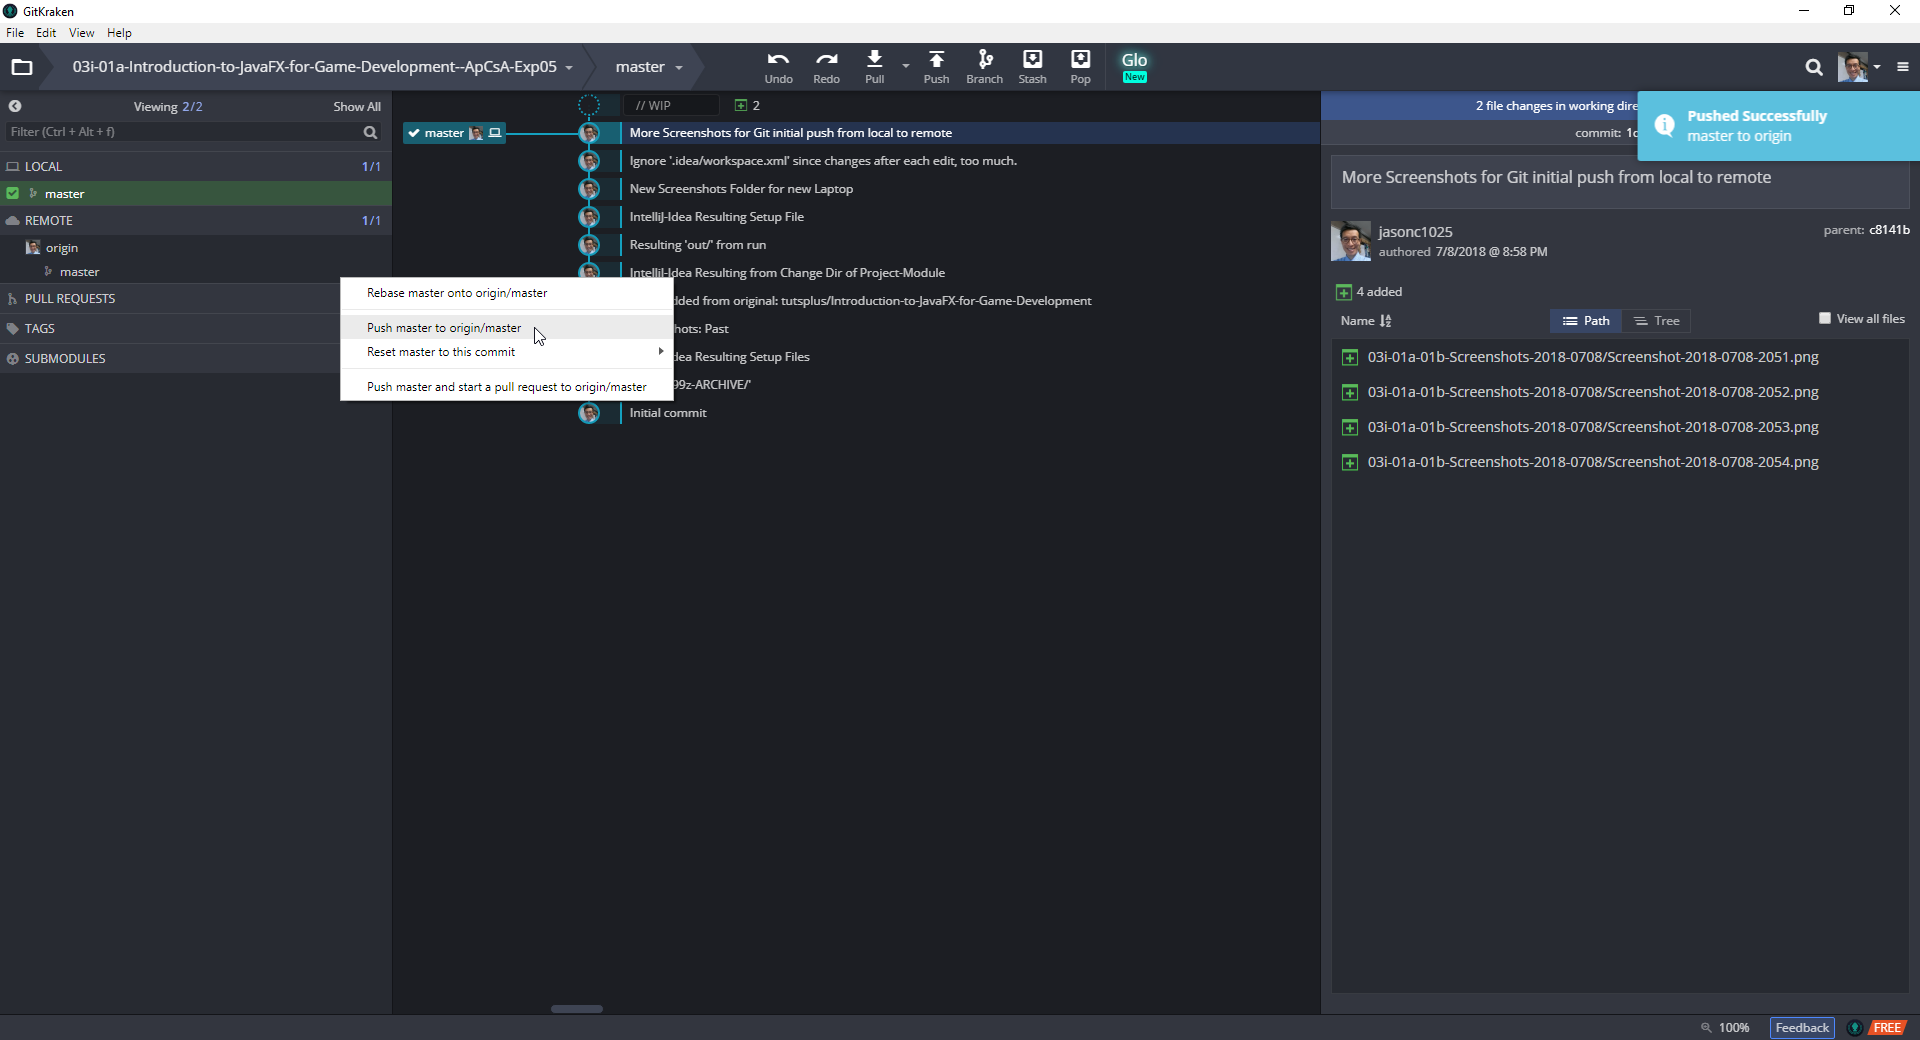 GitKraken
File Edit View Help
03i-01a-Introduction-to-JavaFX-for-Game-Development--ApCsA-Exp05
master
Undo
Redo
Pull
Push
Branch
Stash
Pop
Glo
New
Viewing 2/2
Show All
Filter (Ctrl + Alt + f)
LOCAL 1/1
master
REMOTE 1/1
origin
master
PULL REQUESTS
TAGS
SUBMODULES
// WIP
2
master
More Screenshots for Git initial push from local to remote
Ignore '.idea/workspace.xml' since changes after each edit, too much.
New Screenshots Folder for new Laptop
IntelliJ-Idea Resulting Setup File
Resulting 'out/' from run
IntelliJ-Idea Resulting from Change Dir of Project-Module
dded from original: tutsplus/Introduction-to-JavaFX-for-Game-Development
hots: Past
dea Resulting Setup Files
99z-ARCHIVE/'
Initial commit
Rebase master onto origin/master
Push master to origin/master
Reset master to this commit
Push master and start a pull request to origin/master
2 file changes in working dire
commit: 1c
Pushed Successfully
master to origin
More Screenshots for Git initial push from local to remote
jasonc1025
authored 7/8/2018 @ 8:58 PM
parent: c8141b
4 added
Name
Path
Tree
View all files
03i-01a-01b-Screenshots-2018-0708/Screenshot-2018-0708-2051.png
03i-01a-01b-Screenshots-2018-0708/Screenshot-2018-0708-2052.png
03i-01a-01b-Screenshots-2018-0708/Screenshot-2018-0708-2053.png
03i-01a-01b-Screenshots-2018-0708/Screenshot-2018-0708-2054.png
100%
Feedback
FREE